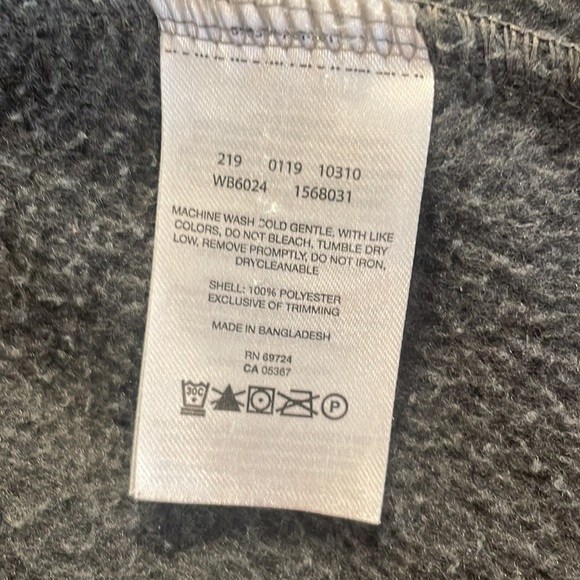 219 0119 10310
WB6024 1568031
MACHINE WASH COLD GENTLE, WITH LIKE
COLORS, DO NOT BLEACH, TUMBLE DRY
LOW, REMOVE PROMPTLY, DO NOT IRON,
DRYCLEANABLE
SHELL: 100% POLYESTER
EXCLUSIVE OF TRIMMING
MADE IN BANGLADESH
RN 69724
CA 05367
30C P